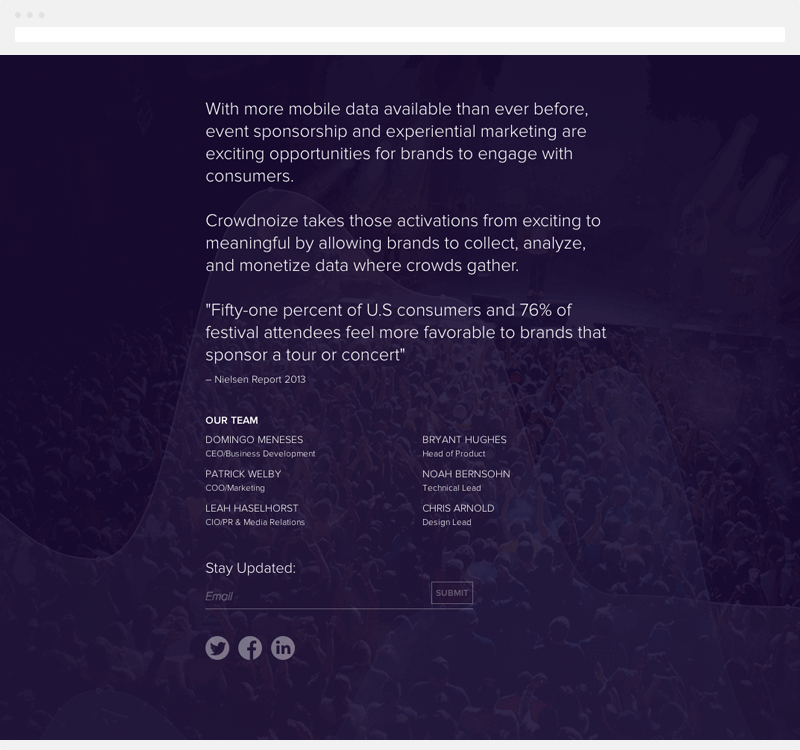 With more mobile data available than ever before,
event sponsorship and experiential marketing are
exciting opportunities for brands to engage with
consumers.
Crowdnoize takes those activations from exciting to
meaningful by allowing brands to collect, analyze,
and monetize data where crowds gather.
"Fifty-one percent of U.S consumers and 76% of
festival attendees feel more favorable to brands that
sponsor a tour or concert"
– Nielsen Report 2013
OUR TEAM
DOMINGO MENESES
CEO/Business Development
PATRICK WELBY
COO/Marketing
LEAH HASELHORST
CIO/PR & Media Relations
BRYANT HUGHES
Head of Product
NOAH BERNSOHN
Technical Lead
CHRIS ARNOLD
Design Lead
Stay Updated:
Email
SUBMIT